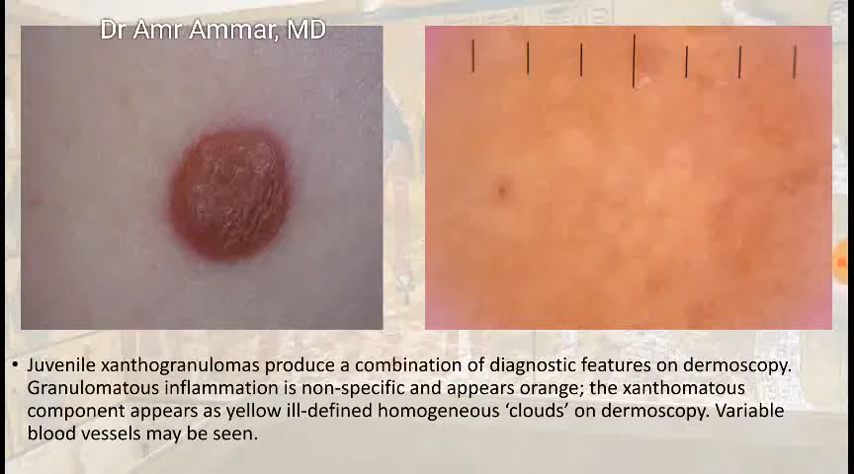 Dr Amr Ammar, MD
• Juvenile xanthogranulomas produce a combination of diagnostic features on dermoscopy.
Granulomatous inflammation is non-specific and appears orange; the xanthomatous
component appears as yellow ill-defined homogeneous ‘clouds’ on dermoscopy. Variable
blood vessels may be seen.